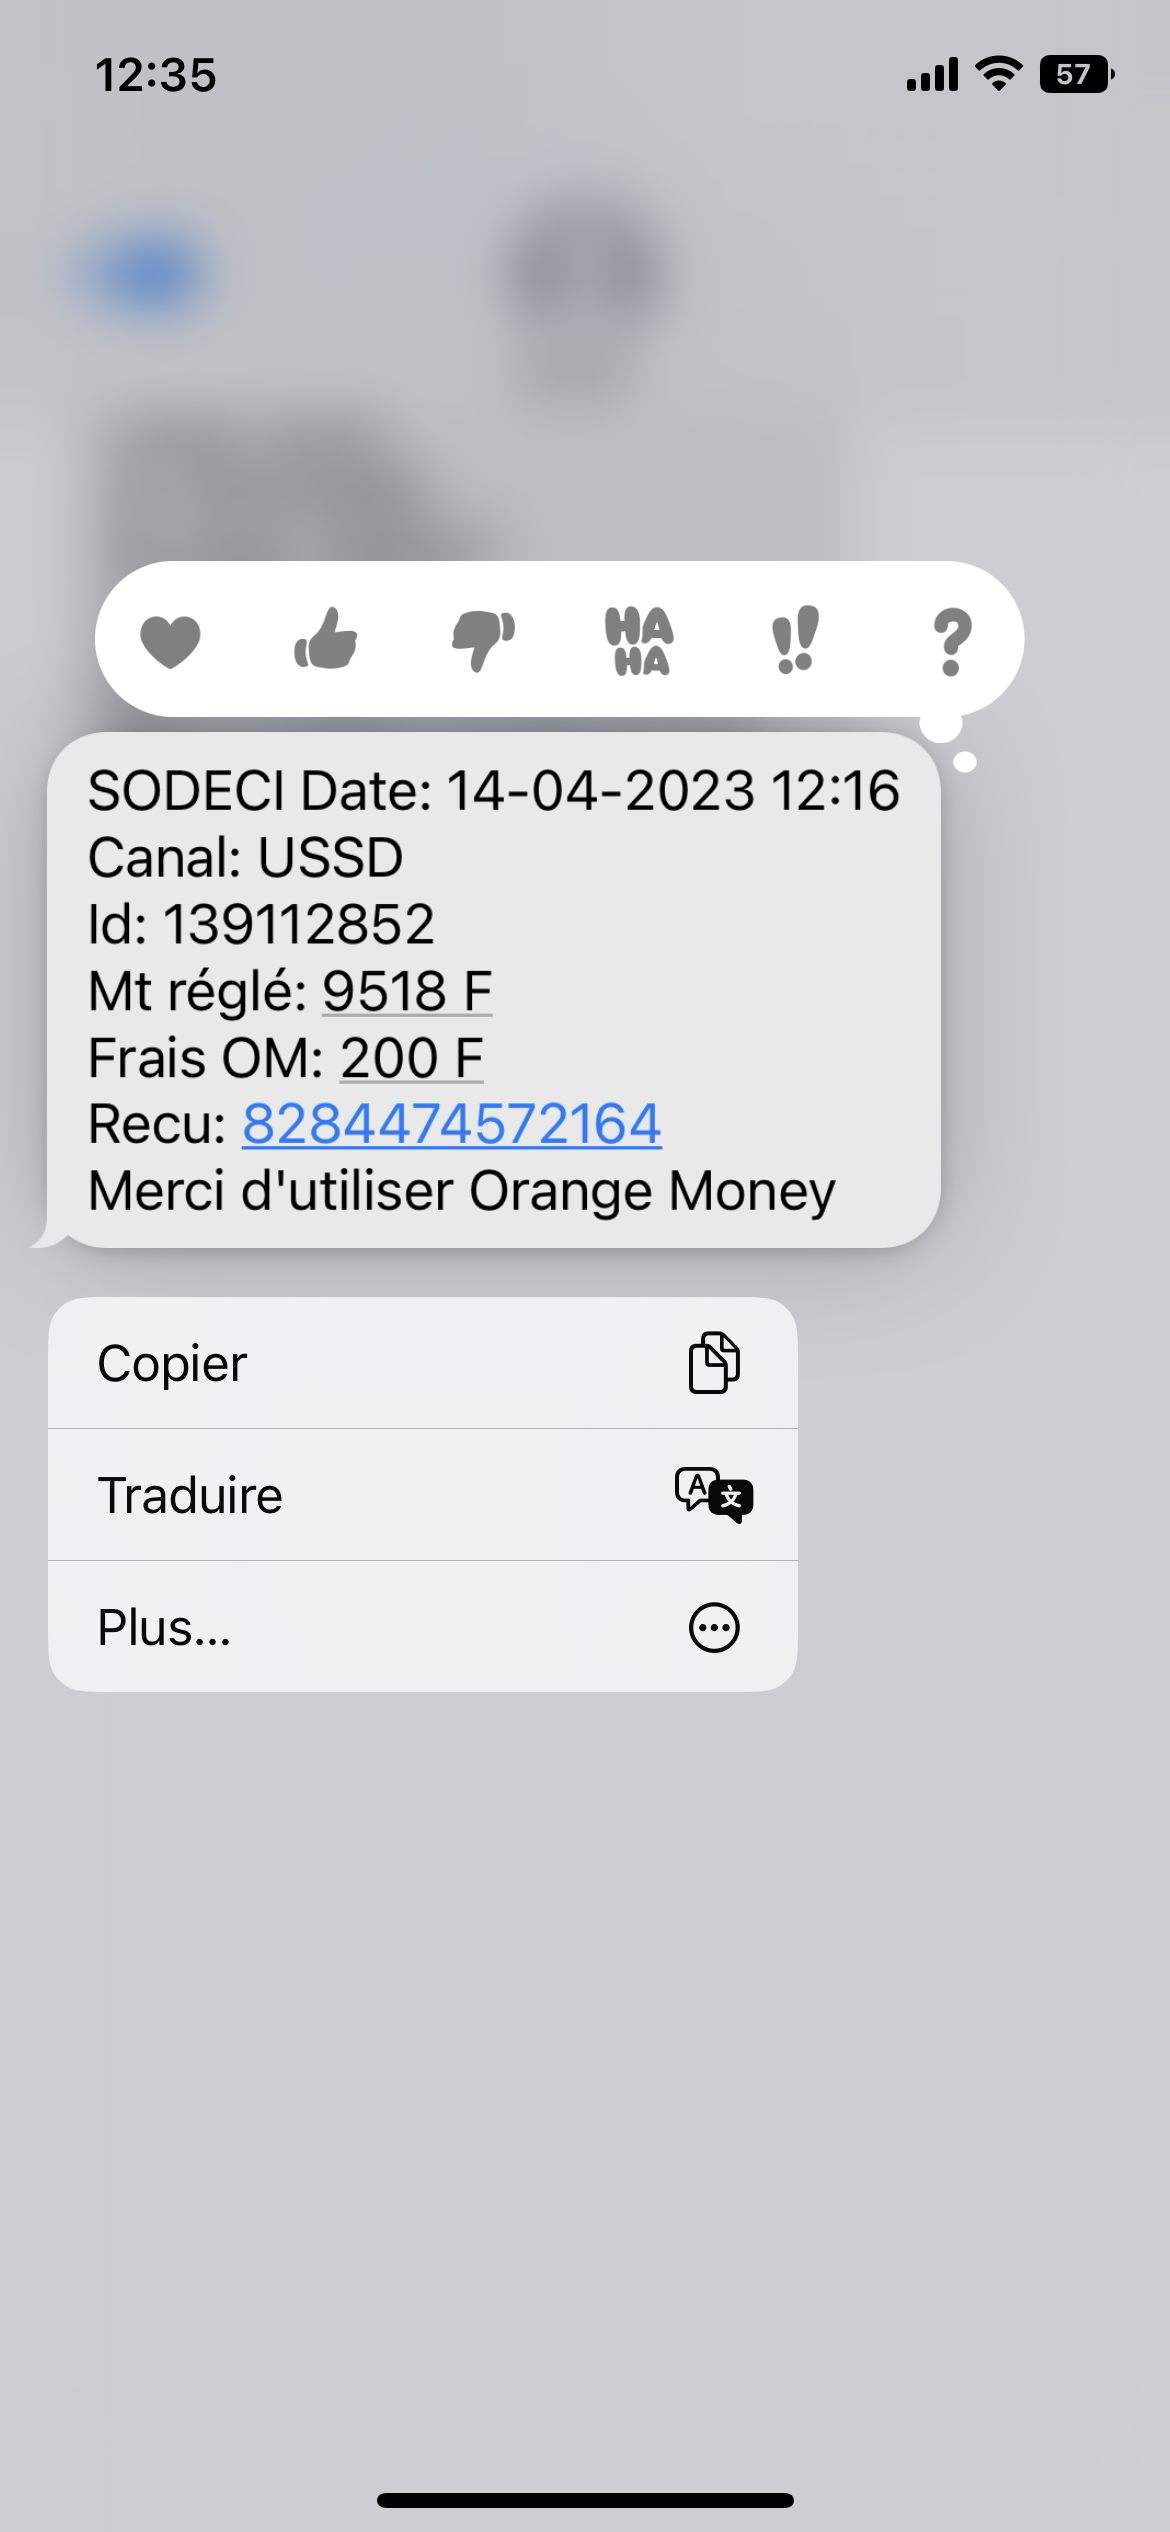 12:35
57
HA
HA
!!
?
SODECI Date: 14-04-2023 12:16
Canal: USSD
Id: 139112852
Mt réglé: 9518 F
Frais OM: 200 F
Recu: 8284474572164
Merci d'utiliser Orange Money
Copier
Traduire
A 文
Plus...